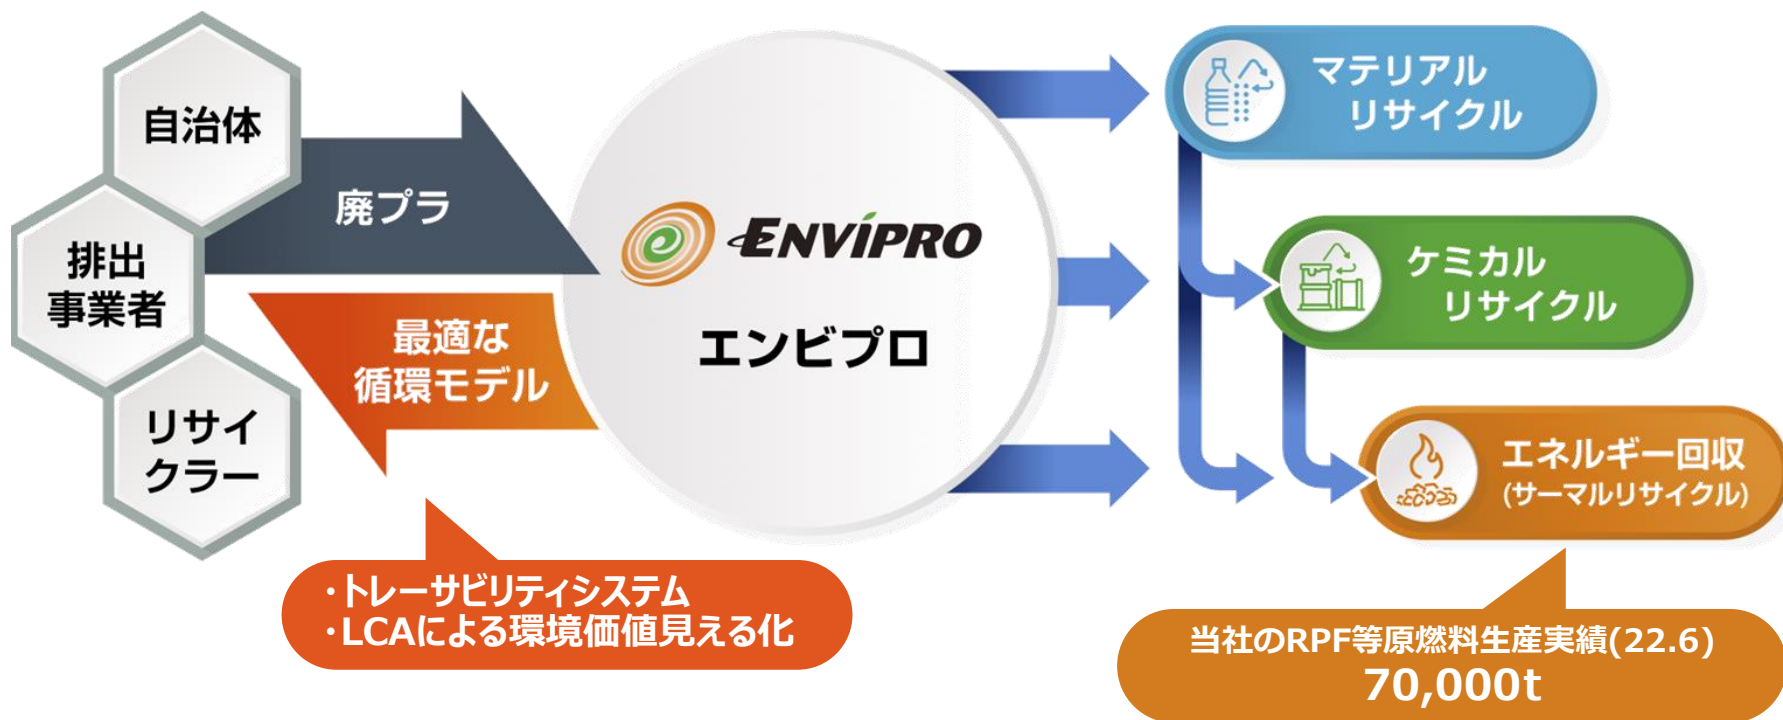 自治体
排出
事業者
リサイ
クラー
廃プラ
最適な
循環モデル
ENVIPRO
エンビプロ
マテリアル
リサイクル
ケミカル
リサイクル
エネルギー回収
(サーマルリサイクル)
・トレーサビリティシステム
・LCAによる環境価値見える化
当社のRPF等原燃料生産実績(22.6)
70,000t